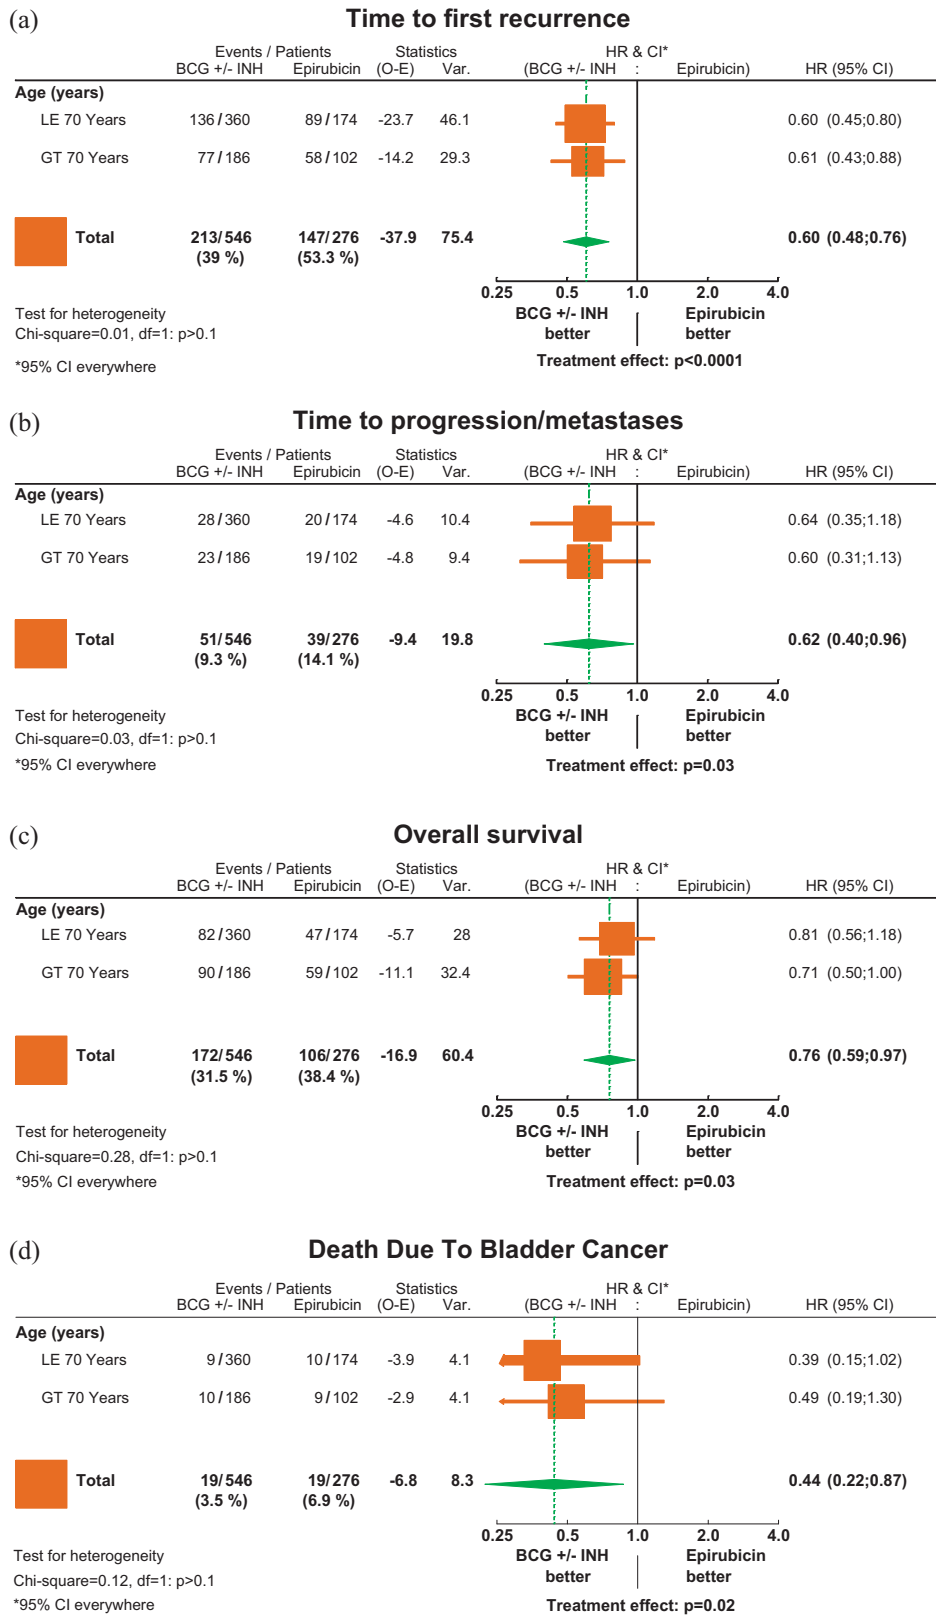 (a)
Time to first recurrence
Events / Patients Statistics HR & CI*
BCG +/- INH Epirubicin (O-E) Var. (BCG +/- INH : Epirubicin) HR (95% CI)
Age (years)
LE 70 Years 136 / 360 89 / 174 -23.7 46.1 0.60 (0.45;0.80)
GT 70 Years 77 / 186 58 / 102 -14.2 29.3 0.61 (0.43;0.88)
Total 213/546 147/276 -37.9 75.4 0.60 (0.48;0.76)
(39 %) (53.3 %)
0.25 0.5 1.0 2.0 4.0
Test for heterogeneity BCG +/- INH Epirubicin
Chi-square=0.01, df=1: p>0.1 better better
*95% CI everywhere Treatment effect: p<0.0001
(b)
Time to progression/metastases
Events / Patients Statistics HR & CI*
BCG +/- INH Epirubicin (O-E) Var. (BCG +/- INH : Epirubicin) HR (95% CI)
Age (years)
LE 70 Years 28 / 360 20 / 174 -4.6 10.4 0.64 (0.35;1.18)
GT 70 Years 23 / 186 19 / 102 -4.8 9.4 0.60 (0.31;1.13)
Total 51/546 39/276 -9.4 19.8 0.62 (0.40;0.96)
(9.3 %) (14.1 %)
0.25 0.5 1.0 2.0 4.0
Test for heterogeneity BCG +/- INH Epirubicin
Chi-square=0.03, df=1: p>0.1 better better
*95% CI everywhere Treatment effect: p=0.03
(c)
Overall survival
Events / Patients Statistics HR & CI*
BCG +/- INH Epirubicin (O-E) Var. (BCG +/- INH : Epirubicin) HR (95% CI)
Age (years)
LE 70 Years 82 / 360 47 / 174 -5.7 28 0.81 (0.56;1.18)
GT 70 Years 90 / 186 59 / 102 -11.1 32.4 0.71 (0.50;1.00)
Total 172/546 106/276 -16.9 60.4 0.76 (0.59;0.97)
(31.5 %) (38.4 %)
0.25 0.5 1.0 2.0 4.0
Test for heterogeneity BCG +/- INH Epirubicin
Chi-square=0.28, df=1: p>0.1 better better
*95% CI everywhere Treatment effect: p=0.03
(d)
Death Due To Bladder Cancer
Events / Patients Statistics HR & CI*
BCG +/- INH Epirubicin (O-E) Var. (BCG +/- INH : Epirubicin) HR (95% CI)
Age (years)
LE 70 Years 9 / 360 10 / 174 -3.9 4.1 0.39 (0.15;1.02)
GT 70 Years 10 / 186 9 / 102 -2.9 4.1 0.49 (0.19;1.30)
Total 19/546 19/276 -6.8 8.3 0.44 (0.22;0.87)
(3.5 %) (6.9 %)
0.25 0.5 1.0 2.0 4.0
Test for heterogeneity BCG +/- INH Epirubicin
Chi-square=0.12, df=1: p>0.1 better better
*95% CI everywhere Treatment effect: p=0.02